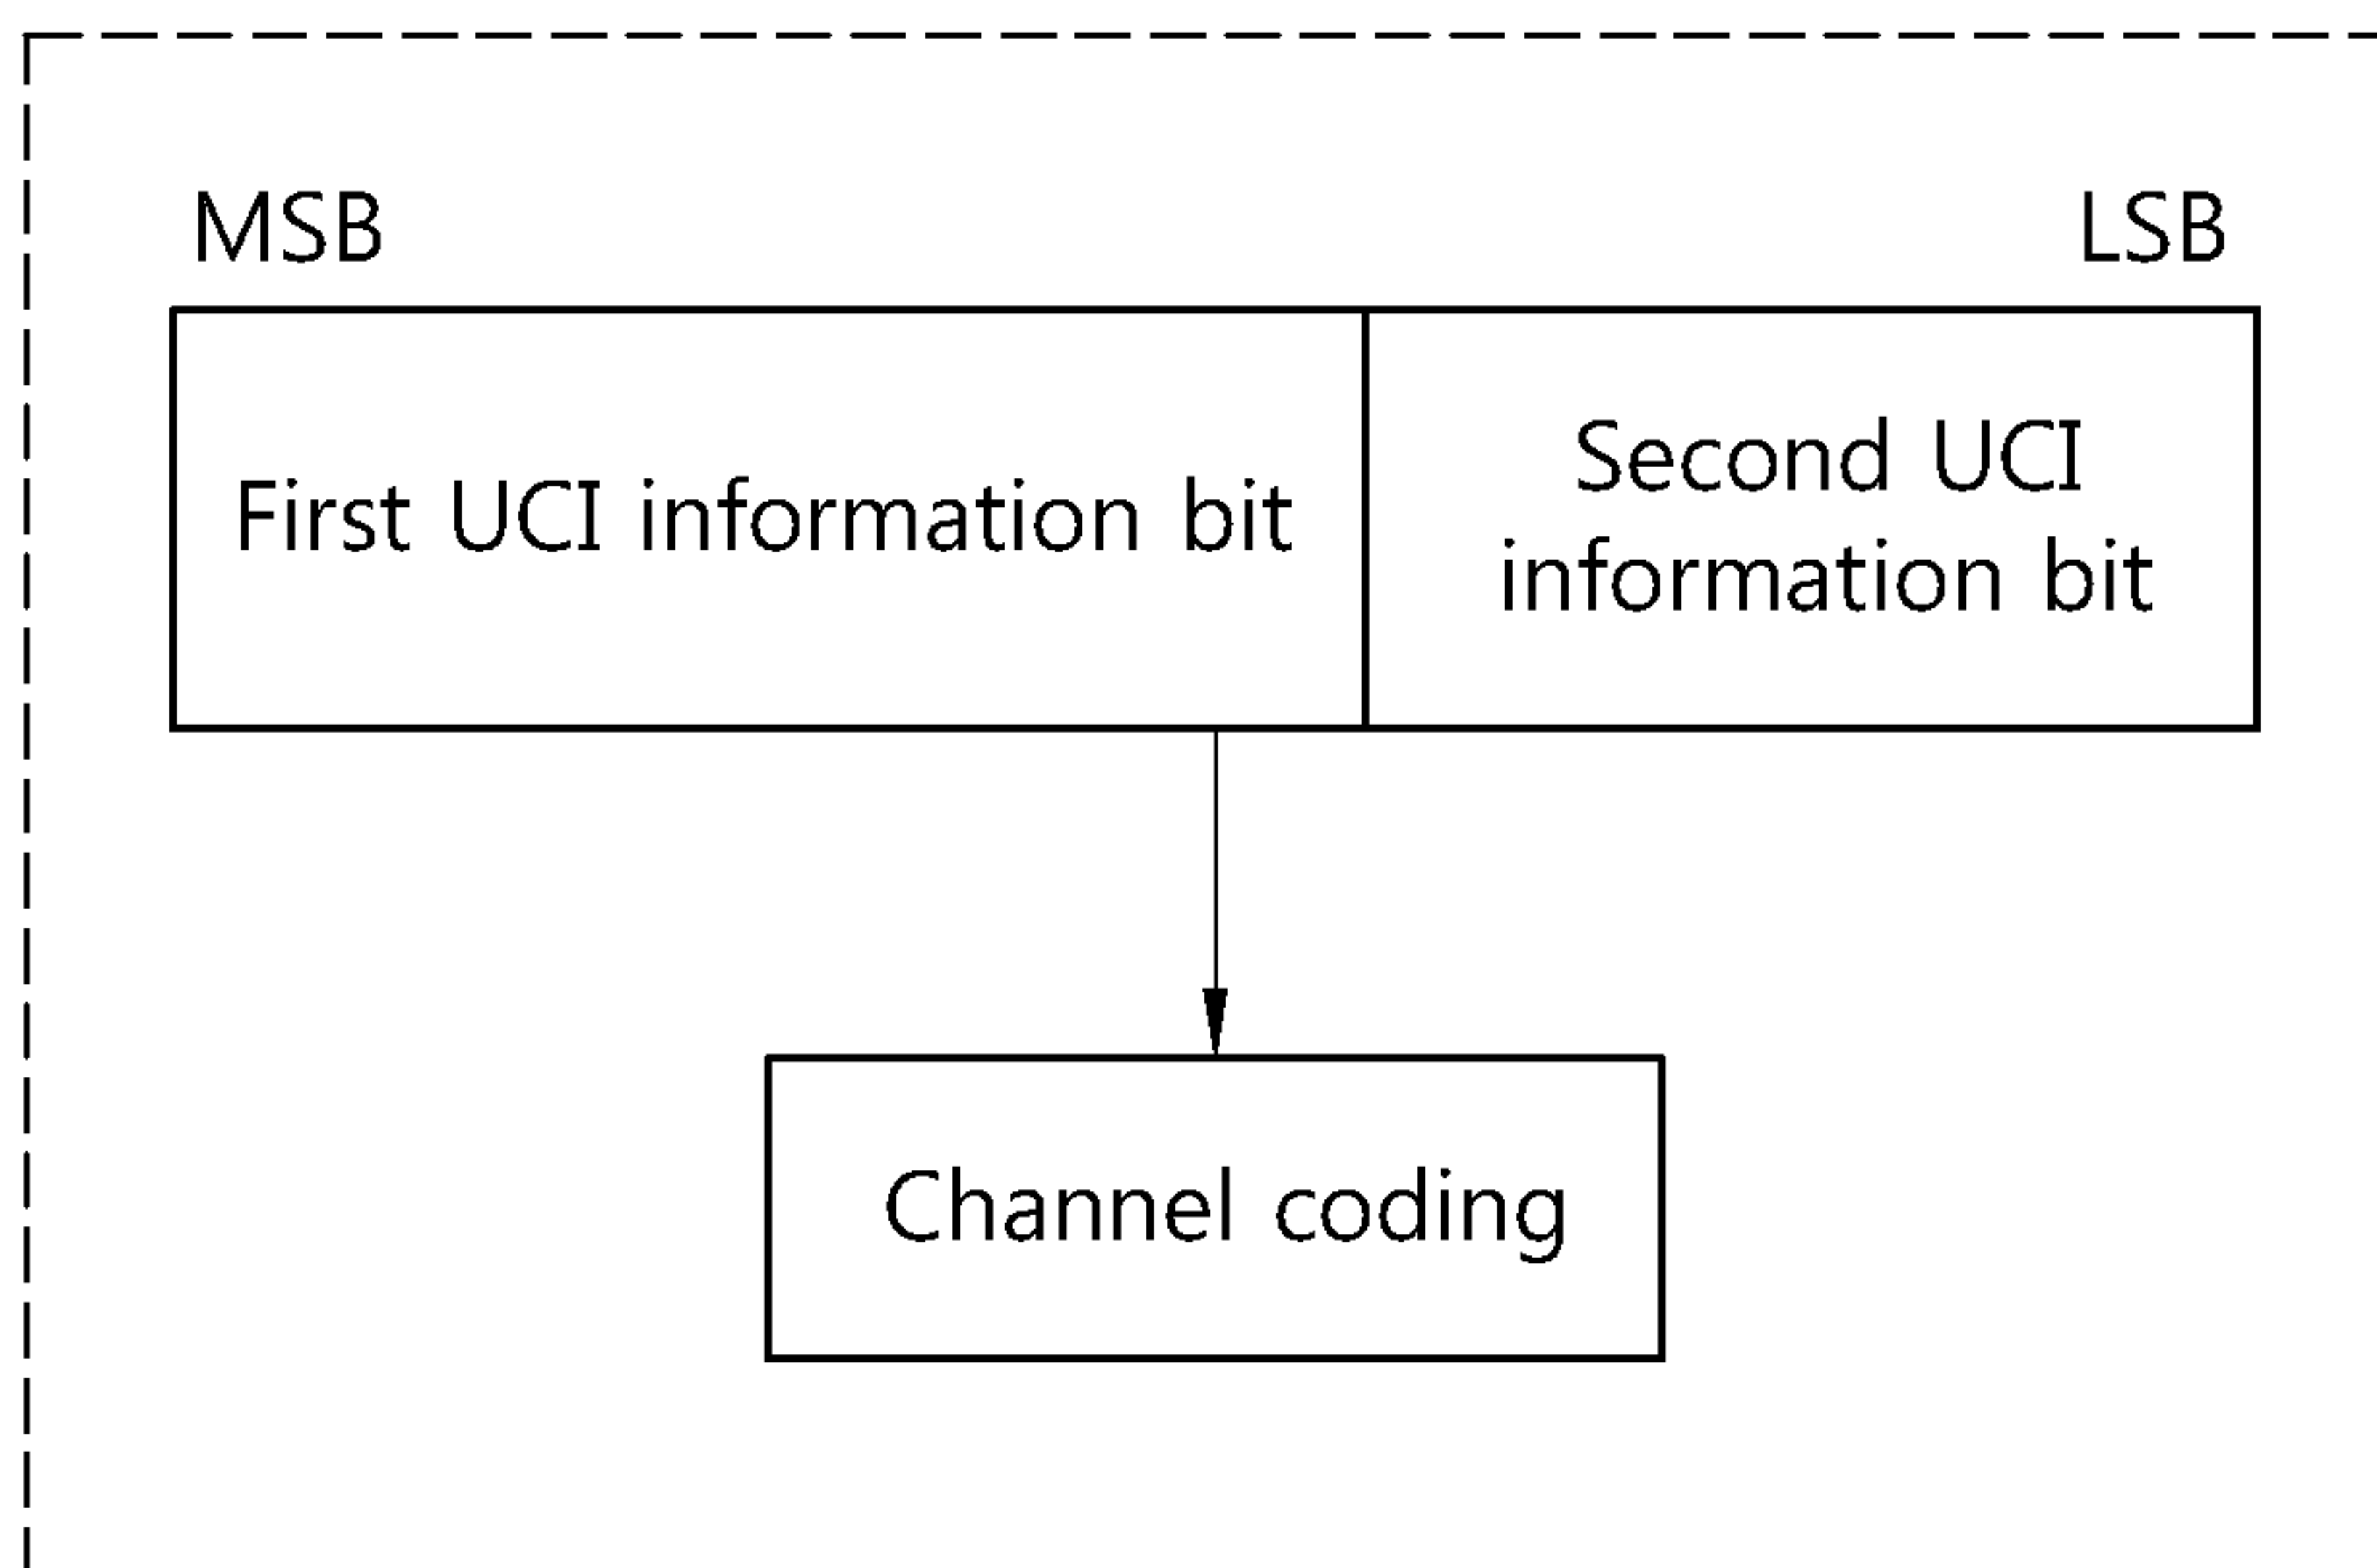 MSB LSB
First UCI information bit
Second UCI
information bit
Channel coding